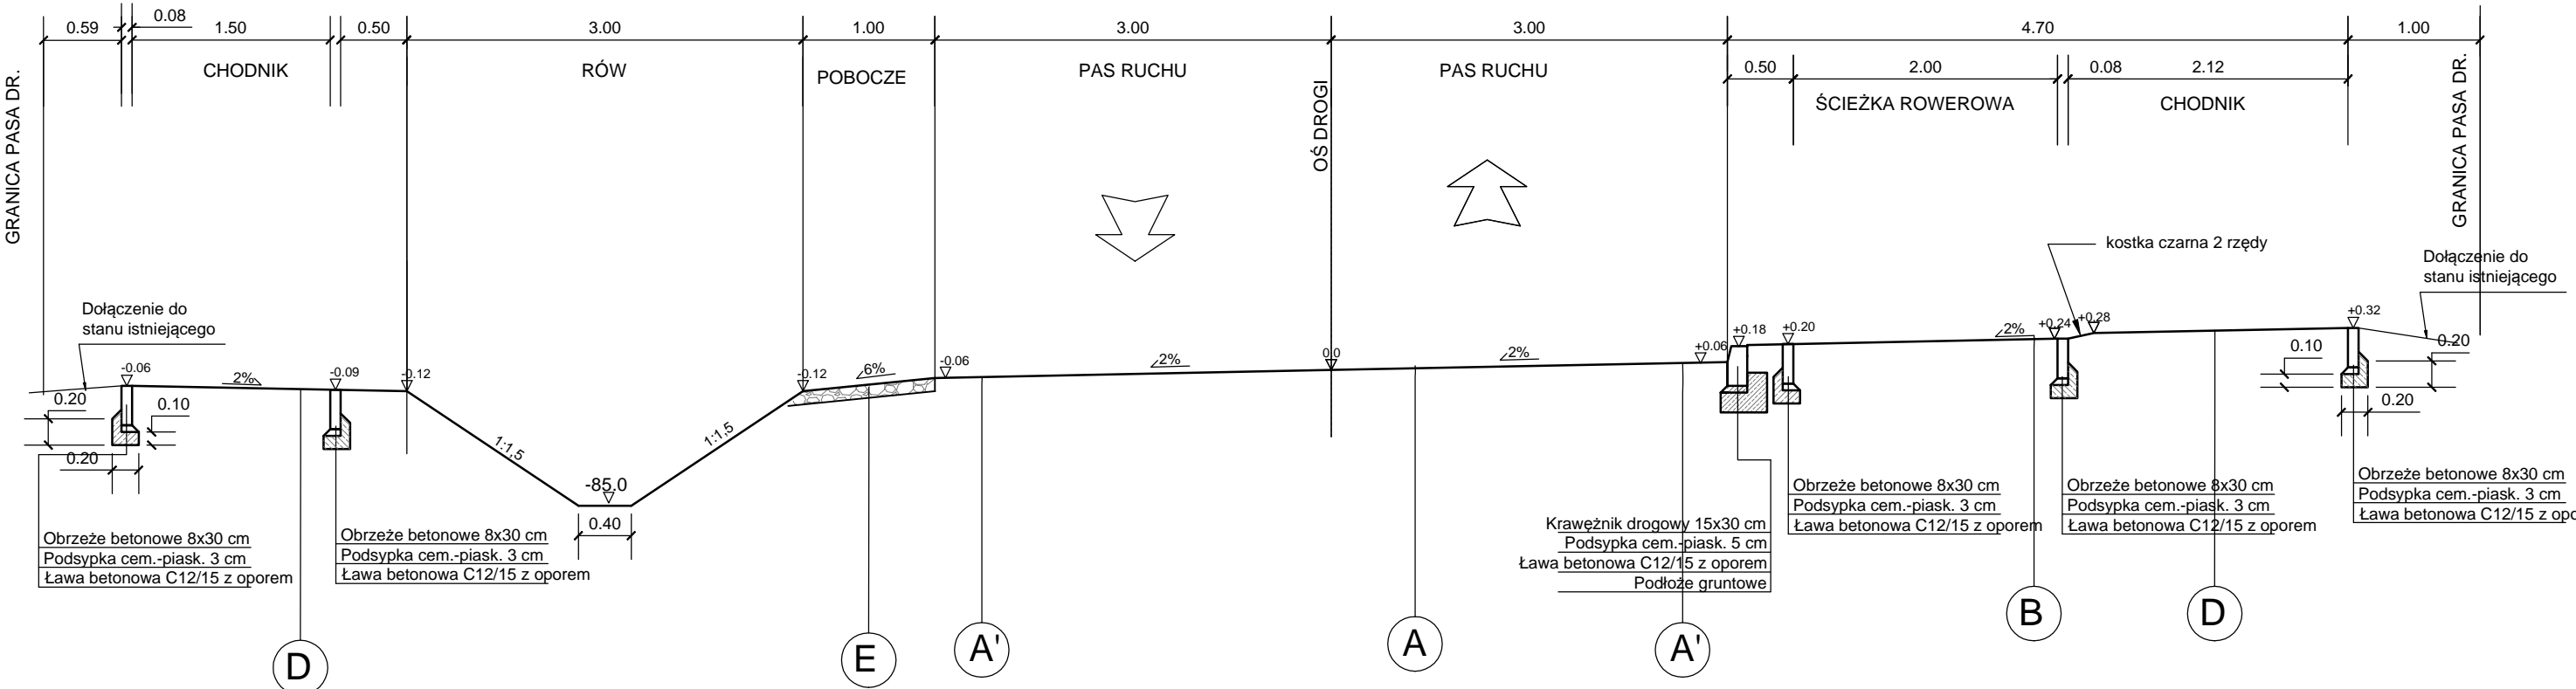 0.59
0.08
1.50
0.50
3.00
1.00
3.00
3.00
4.70
1.00
0.50
2.00
0.08
2.12
GRANICA PASA DR.
CHODNIK
RÓW
POBOCZE
PAS RUCHU
OŚ DROGI
PAS RUCHU
ŚCIEŻKA ROWEROWA
CHODNIK
GRANICA PASA DR.
kostka czarna 2 rzędy
Dołączenie do
stanu istniejącego
Dołączenie do
stanu istniejącego
-0.06
2%
-0.09
-0.12
-0.12
6%
-0.06
2%
0.0
2%
+0.06
+0.18
+0.20
2%
+0.24
+0.28
+0.32
0.20
0.10
0.20
1:1,5
1:1,5
-85.0
0.40
0.10
0.20
0.20
Obrzeże betonowe 8x30 cm
Podsypka cem.-piask. 3 cm
Ława betonowa C12/15 z oporem
Obrzeże betonowe 8x30 cm
Podsypka cem.-piask. 3 cm
Ława betonowa C12/15 z oporem
Krawężnik drogowy 15x30 cm
Podsypka cem.-piask. 5 cm
Ława betonowa C12/15 z oporem
Podłoże gruntowe
Obrzeże betonowe 8x30 cm
Podsypka cem.-piask. 3 cm
Ława betonowa C12/15 z oporem
Obrzeże betonowe 8x30 cm
Podsypka cem.-piask. 3 cm
Ława betonowa C12/15 z oporem
Obrzeże betonowe 8x30 cm
Podsypka cem.-piask. 3 cm
Ława betonowa C12/15 z opo
D
E
A'
A
A'
B
D